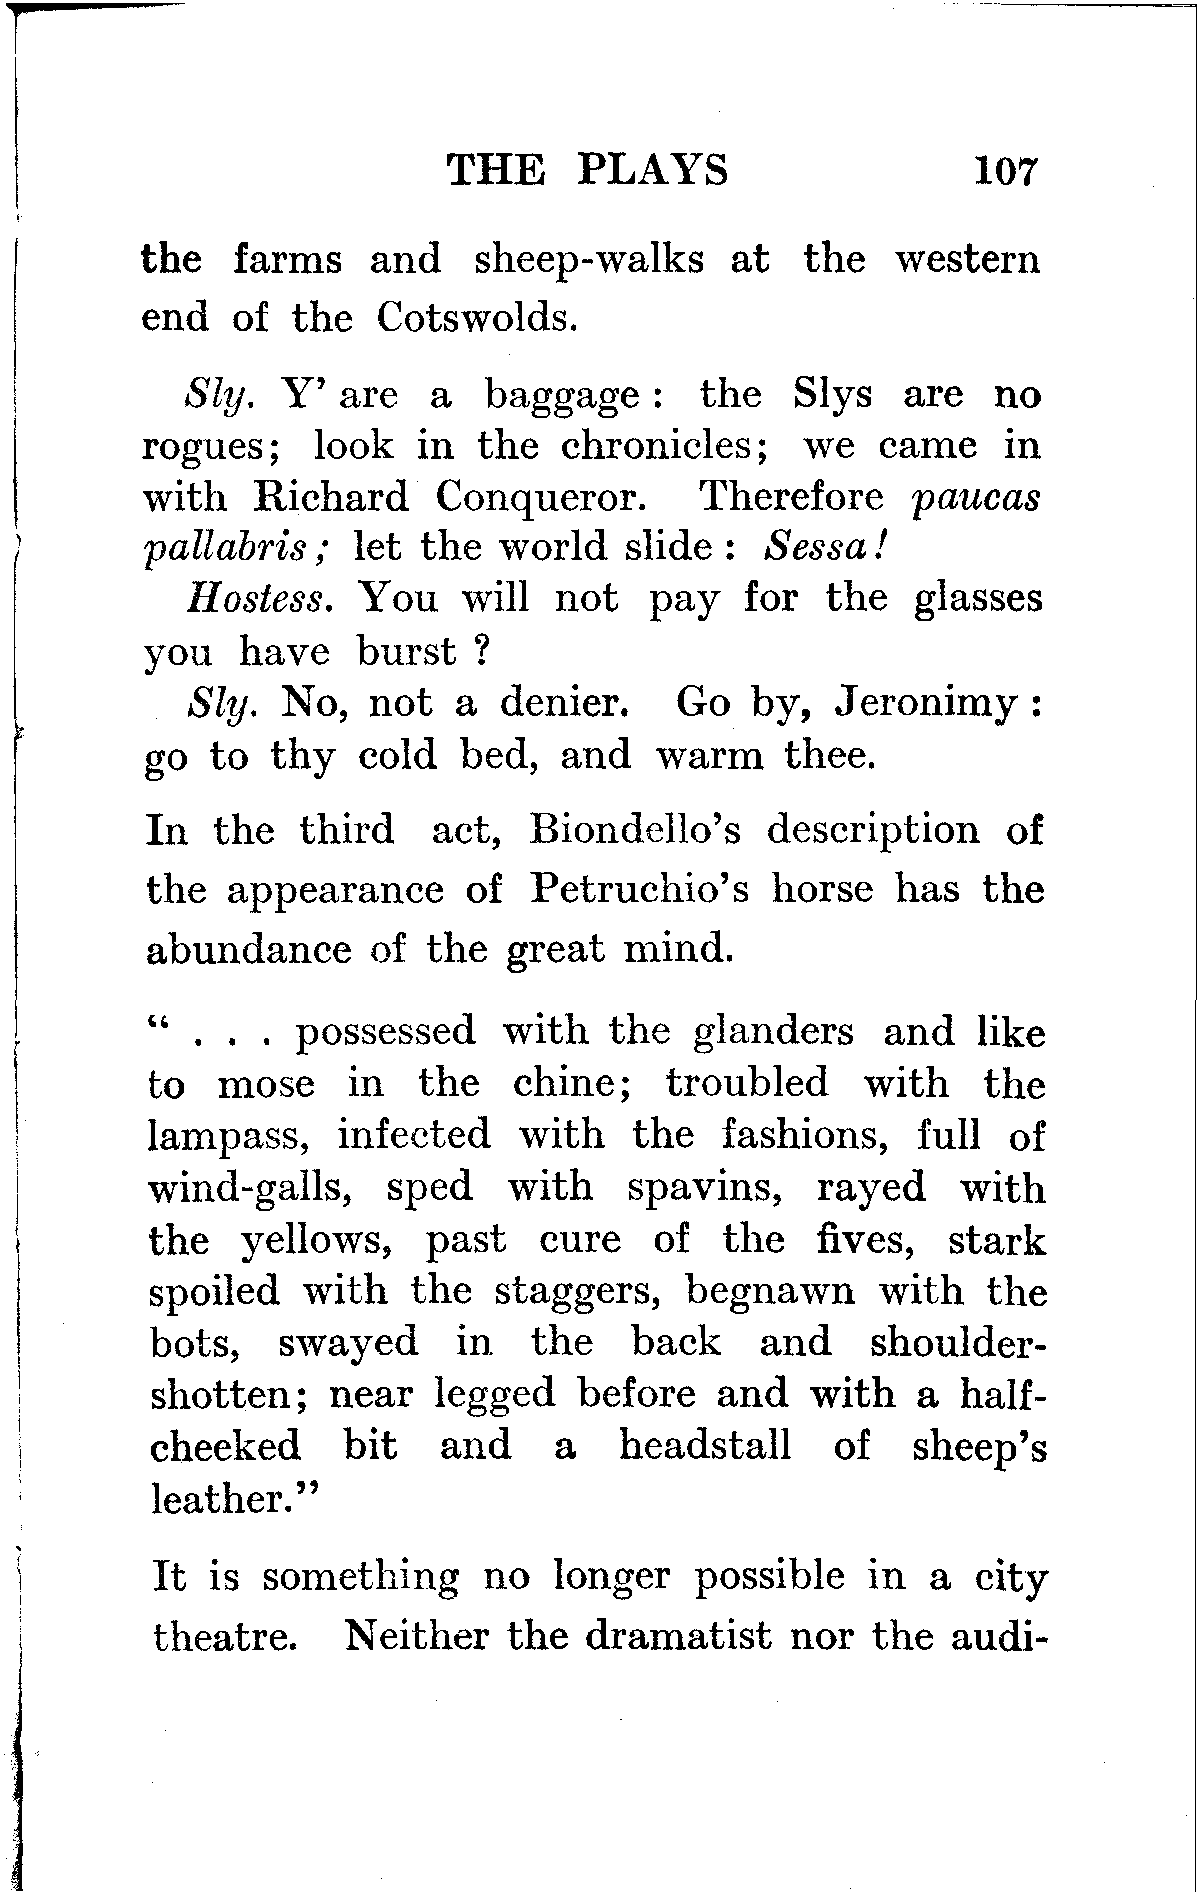 THE PLAYS 107
the farms and sheep-walks at the western
end of the Cotswolds.
Sly. Y' are a baggage : the Slys are no
rogues; look in the chronicles; we came in
with Richard Conqueror. Therefore paucas
pallabris; let the world slide : Sessa!
Hostess. You will not pay for the glasses
you have burst ?
Sly. No, not a denier. Go by, Jeronimy :
go to thy cold bed, and warm thee.
In the third act, Biondello's description of
the appearance of Petruchio's horse has the
abundance of the great mind.
“ . . . possessed with the glanders and like
to mose in the chine; troubled with the
lampass, infected with the fashions, full of
wind-galls, sped with spavins, rayed with
the yellows, past cure of the fives, stark
spoiled with the staggers, begnawn with the
bots, swayed in the back and shoulder-
shotten; near legged before and with a half-
cheeked bit and a headstall of sheep's
leather.”
It is something no longer possible in a city
theatre. Neither the dramatist nor the audi-